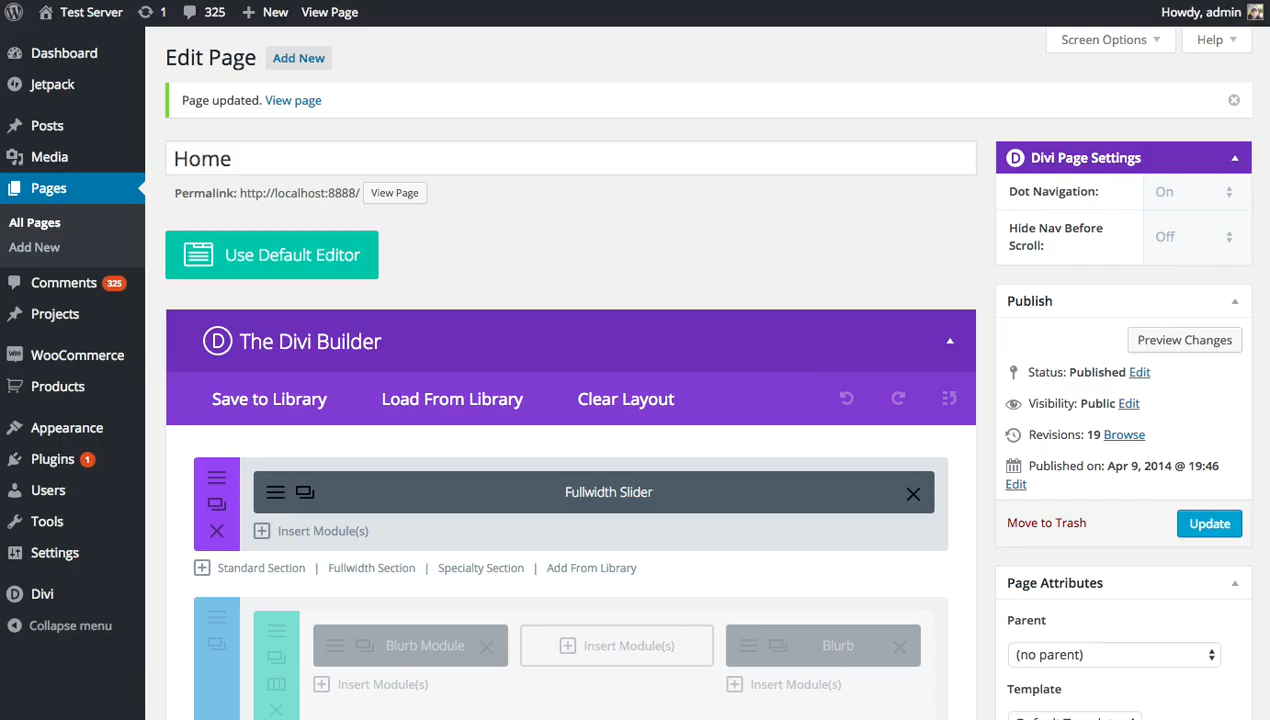 Test Server 1 325 New View Page Howdy, admin
Dashboard
Jetpack
Posts
Media
Pages
All Pages
Add New
Comments 325
Projects
WooCommerce
Products
Appearance
Plugins 1
Users
Tools
Settings
Divi
Collapse menu
Screen Options Help
Edit Page Add New
Page updated. View page
Home
Permalink: http://localhost:8888/ View Page
Use Default Editor
The Divi Builder
Save to Library Load From Library Clear Layout
Fullwidth Slider
Insert Module(s)
Standard Section | Fullwidth Section | Specialty Section | Add From Library
Blurb Module Insert Module(s) Blurb
Insert Module(s) Insert Module(s)
Divi Page Settings
Dot Navigation: On
Hide Nav Before
Scroll: Off
Publish
Preview Changes
Status: Published Edit
Visibility: Public Edit
Revisions: 19 Browse
Published on: Apr 9, 2014 @ 19:46
Edit
Move to Trash Update
Page Attributes
Parent
(no parent)
Template